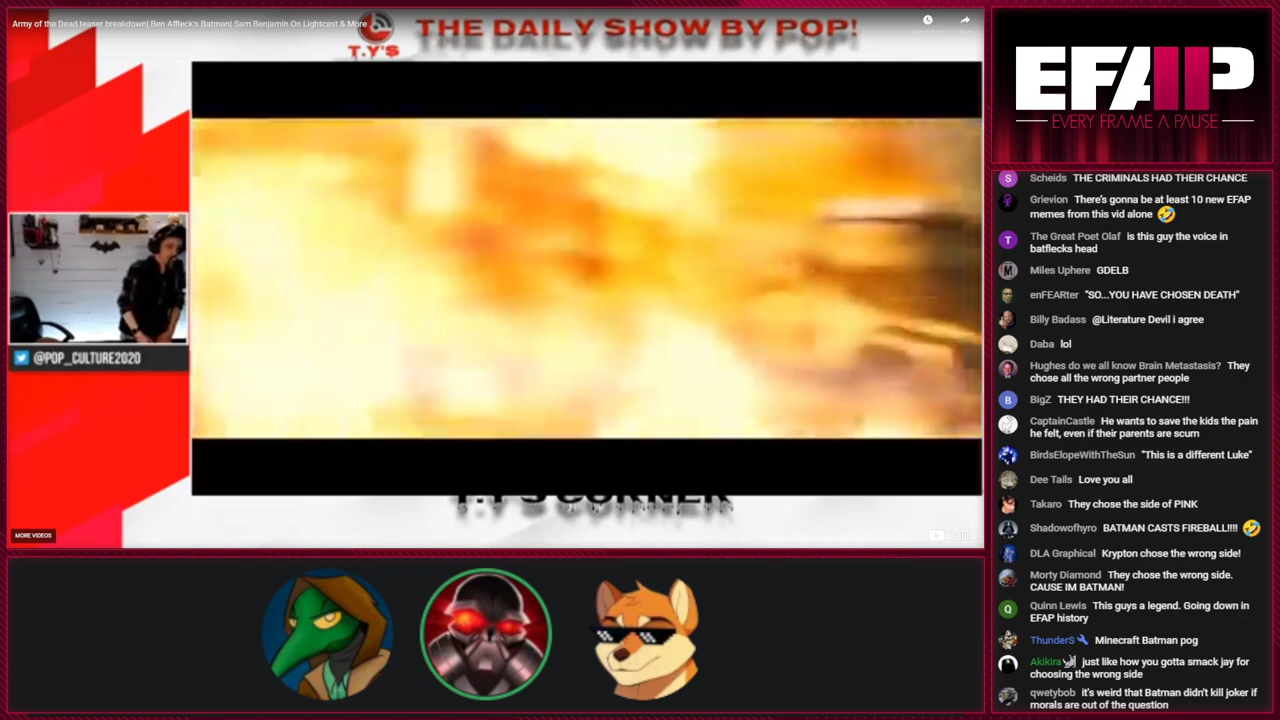 Army of the Dead teaser breakdown| Ben Affleck's Batman| Sam Benjamin On Lightcast & More
T.Y'S
THE DAILY SHOW BY POP!
@POP_CULTURE2020
T.Y'S CORNER
MORE VIDEOS
YouTube
EFAP
EVERY FRAME A PAUSE
S
Scheids THE CRIMINALS HAD THEIR CHANCE
Grievion There's gonna be at least 10 new EFAP
memes from this vid alone 🤣
T
The Great Poet Olaf is this guy the voice in
batflecks head
Miles Uphere GDELB
enFEARter "SO...YOU HAVE CHOSEN DEATH"
Billy Badass @Literature Devil i agree
Daba lol
Hughes do we all know Brain Metastasis? They
chose all the wrong partner people
B
BigZ THEY HAD THEIR CHANCE!!!
CaptainCastle He wants to save the kids the pain
he felt, even if their parents are scum
BirdsElopeWithTheSun "This is a different Luke"
Dee Tails Love you all
Takaro They chose the side of PINK
Shadowofhyro BATMAN CASTS FIREBALL!!!! 🤣
DLA Graphical Krypton chose the wrong side!
Morty Diamond They chose the wrong side.
CAUSE IM BATMAN!
Q
Quinn Lewis This guys a legend. Going down in
EFAP history
ThunderS Minecraft Batman pog
Akikira just like how you gotta smack jay for
choosing the wrong side
qwetybob it's weird that Batman didn't kill joker if
morals are out of the question